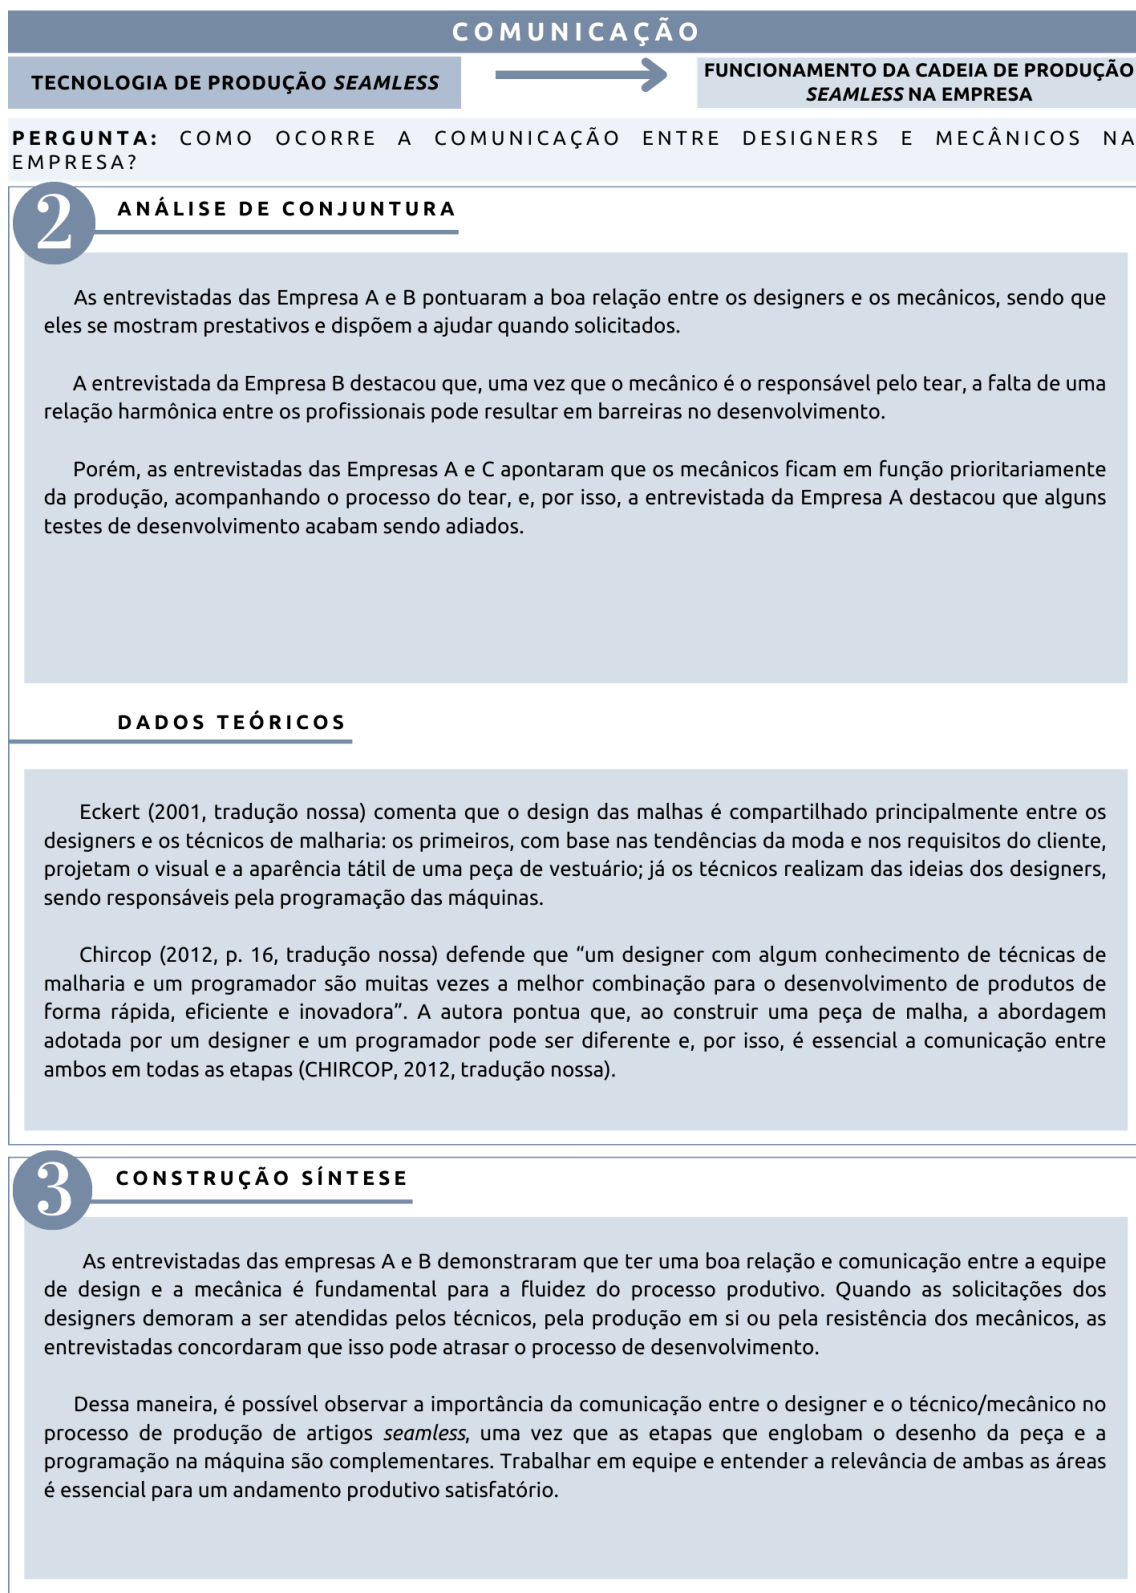 COMUNICAÇÃO
TECNOLOGIA DE PRODUÇÃO SEAMLESS
FUNCIONAMENTO DA CADEIA DE PRODUÇÃO
SEAMLESS NA EMPRESA
PERGUNTA: COMO OCORRE A COMUNICAÇÃO ENTRE DESIGNERS E MECÂNICOS NA
EMPRESA?
2
ANÁLISE DE CONJUNTURA
As entrevistadas das Empresa A e B pontuaram a boa relação entre os designers e os mecânicos, sendo que
eles se mostram prestativos e dispõem a ajudar quando solicitados.
A entrevistada da Empresa B destacou que, uma vez que o mecânico é o responsável pelo tear, a falta de uma
relação harmônica entre os profissionais pode resultar em barreiras no desenvolvimento.
Porém, as entrevistadas das Empresas A e C apontaram que os mecânicos ficam em função prioritariamente
da produção, acompanhando o processo do tear, e, por isso, a entrevistada da Empresa A destacou que alguns
testes de desenvolvimento acabam sendo adiados.
DADOS TEÓRICOS
Eckert (2001, tradução nossa) comenta que o design das malhas é compartilhado principalmente entre os
designers e os técnicos de malharia: os primeiros, com base nas tendências da moda e nos requisitos do cliente,
projetam o visual e a aparência tátil de uma peça de vestuário; já os técnicos realizam das ideias dos designers,
sendo responsáveis pela programação das máquinas.
Chircop (2012, p. 16, tradução nossa) defende que “um designer com algum conhecimento de técnicas de
malharia e um programador são muitas vezes a melhor combinação para o desenvolvimento de produtos de
forma rápida, eficiente e inovadora”. A autora pontua que, ao construir uma peça de malha, a abordagem
adotada por um designer e um programador pode ser diferente e, por isso, é essencial a comunicação entre
ambos em todas as etapas (CHIRCOP, 2012, tradução nossa).
3
CONSTRUÇÃO SÍNTESE
As entrevistadas das empresas A e B demonstraram que ter uma boa relação e comunicação entre a equipe
de design e a mecânica é fundamental para a fluidez do processo produtivo. Quando as solicitações dos
designers demoram a ser atendidas pelos técnicos, pela produção em si ou pela resistência dos mecânicos, as
entrevistadas concordaram que isso pode atrasar o processo de desenvolvimento.
Dessa maneira, é possível observar a importância da comunicação entre o designer e o técnico/mecânico no
processo de produção de artigos seamless, uma vez que as etapas que englobam o desenho da peça e a
programação na máquina são complementares. Trabalhar em equipe e entender a relevância de ambas as áreas
é essencial para um andamento produtivo satisfatório.